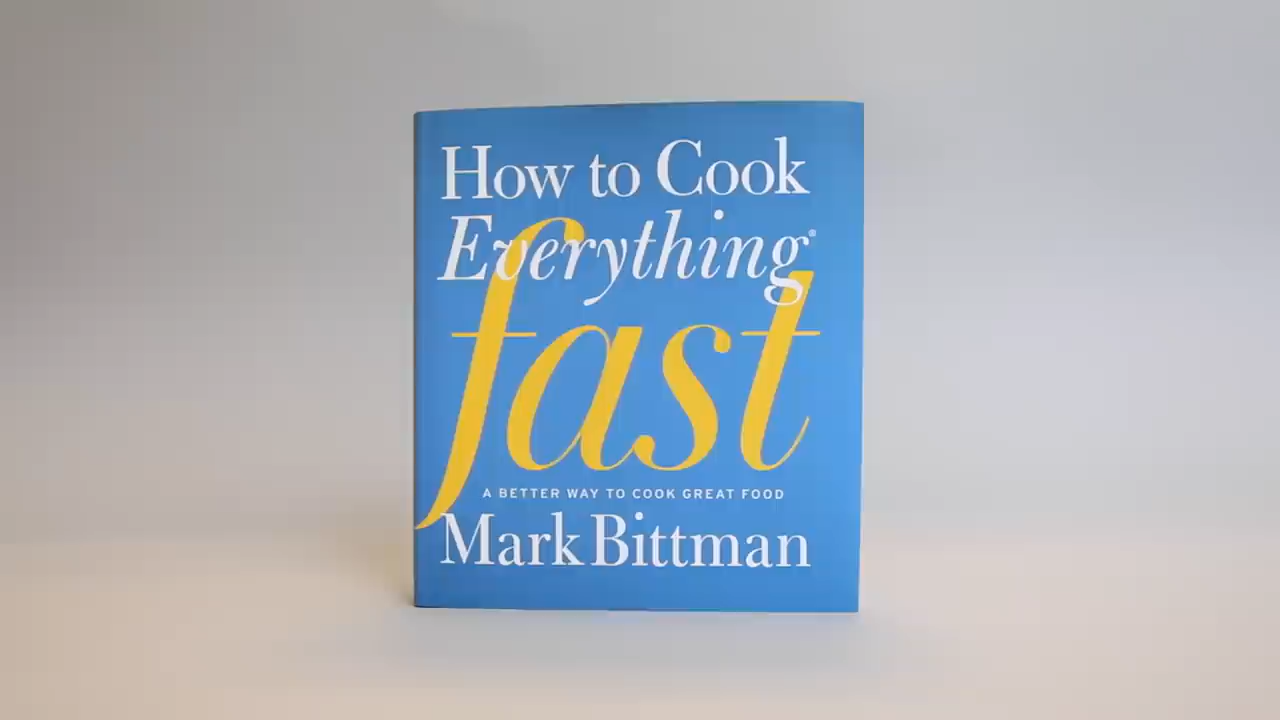 How to Cook
Everything®
fast
A BETTER WAY TO COOK GREAT FOOD
Mark Bittman